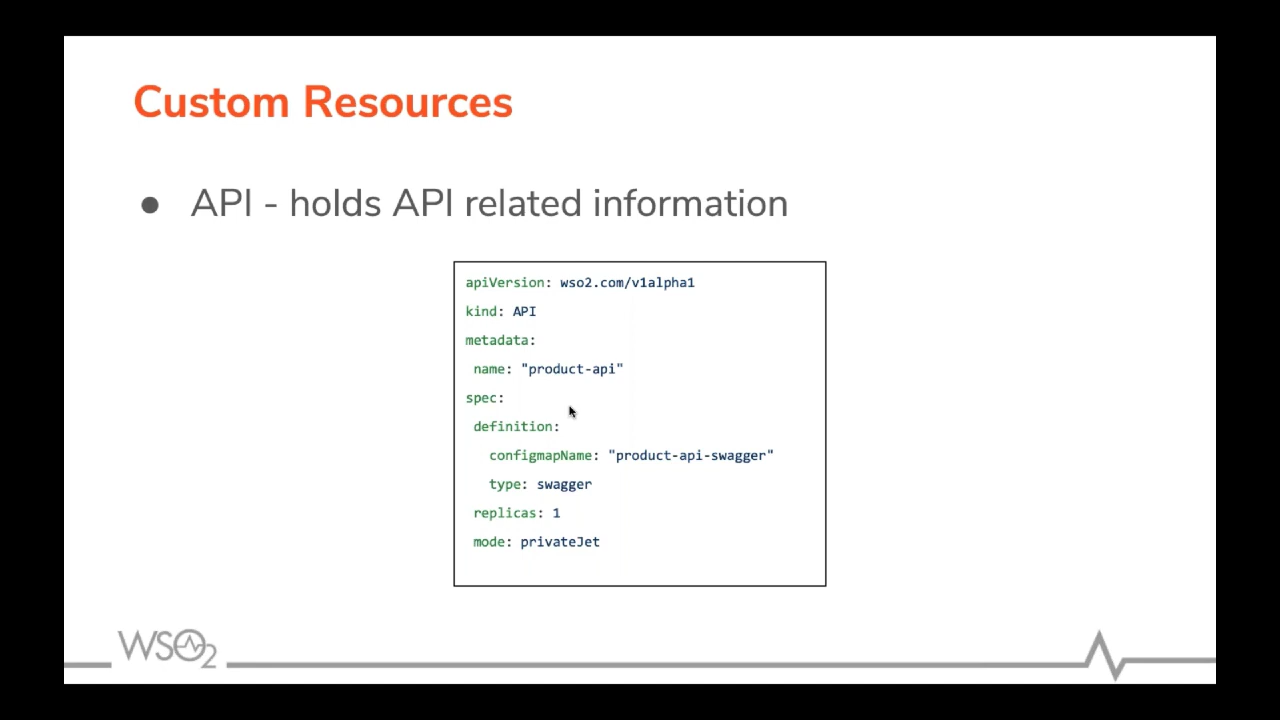 Custom Resources
● API - holds API related information
apiVersion: wso2.com/v1alpha1
kind: API
metadata:
 name: "product-api"
spec:
 definition:
   configmapName: "product-api-swagger"
   type: swagger
 replicas: 1
 mode: privateJet
WSO2